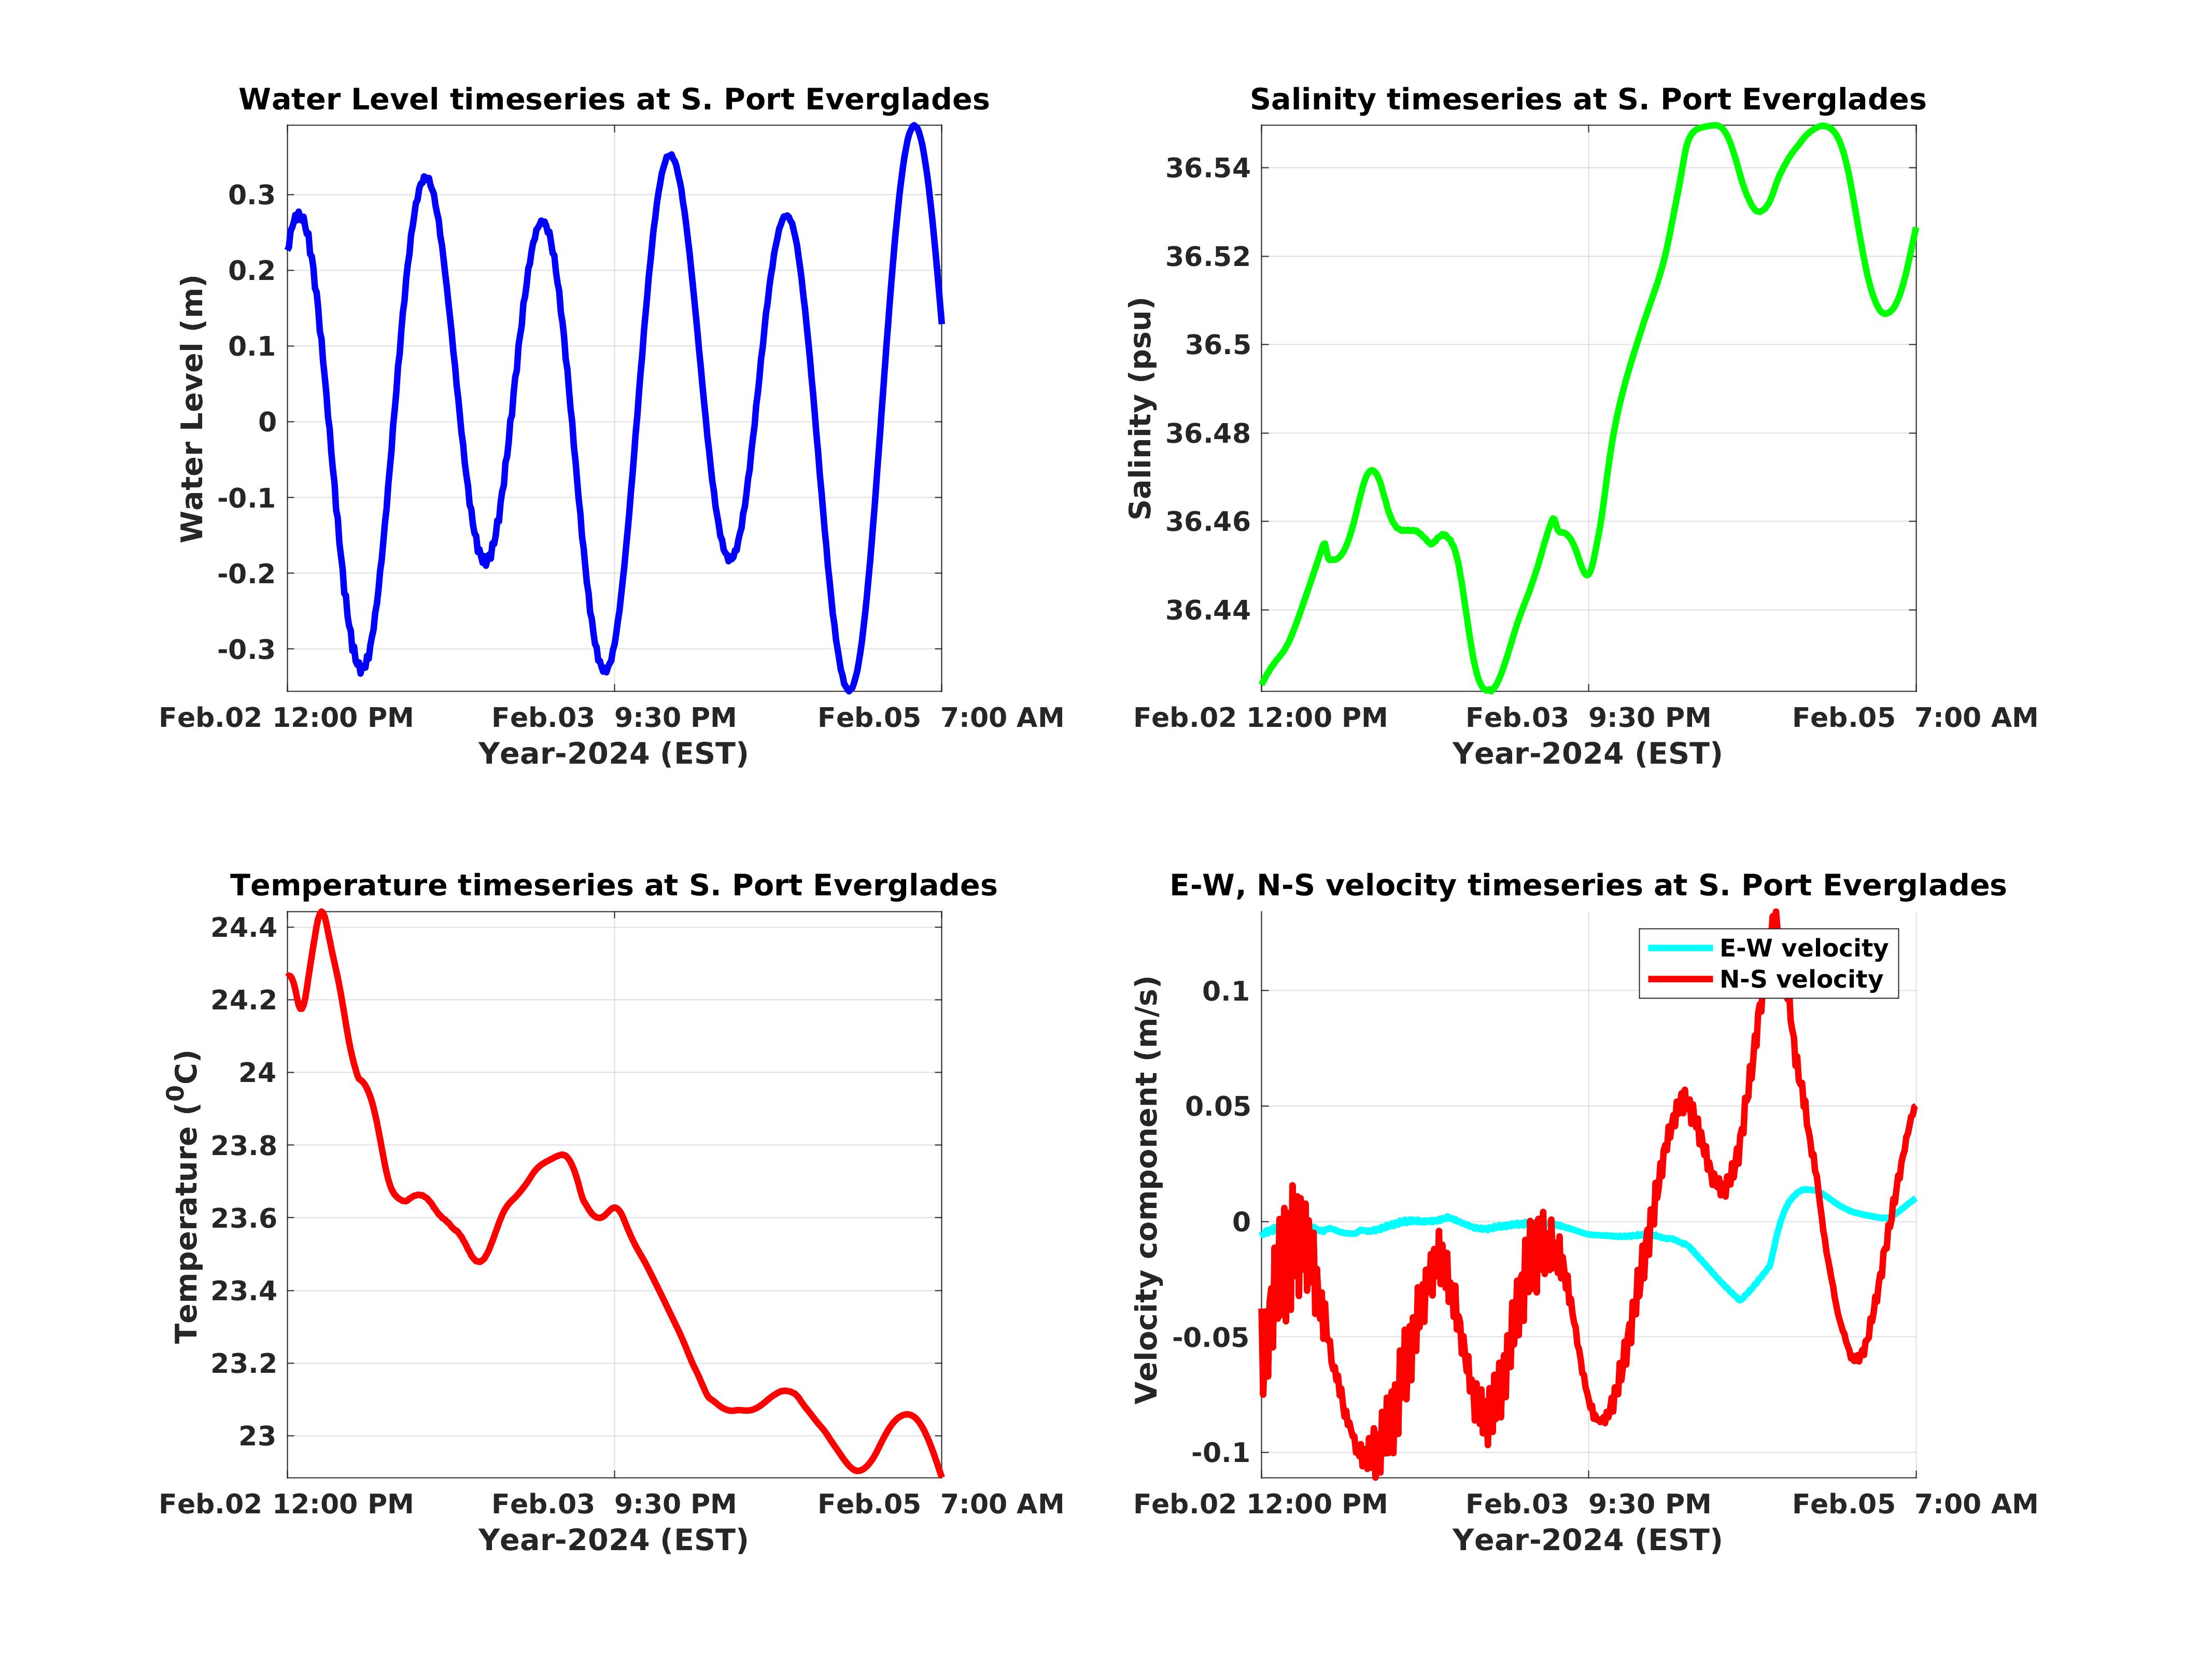 Water Level timeseries at S. Port Everglades
Water Level (m)
0.3
0.2
0.1
0
-0.1
-0.2
-0.3
Feb.02 12:00 PM
Feb.03 9:30 PM
Feb.05 7:00 AM
Year-2024 (EST)
Salinity timeseries at S. Port Everglades
Salinity (psu)
36.54
36.52
36.5
36.48
36.46
36.44
Feb.02 12:00 PM
Feb.03 9:30 PM
Feb.05 7:00 AM
Year-2024 (EST)
Temperature timeseries at S. Port Everglades
Temperature (⁰C)
24.4
24.2
24
23.8
23.6
23.4
23.2
23
Feb.02 12:00 PM
Feb.03 9:30 PM
Feb.05 7:00 AM
Year-2024 (EST)
E-W, N-S velocity timeseries at S. Port Everglades
Velocity component (m/s)
E-W velocity
N-S velocity
0.1
0.05
0
-0.05
-0.1
Feb.02 12:00 PM
Feb.03 9:30 PM
Feb.05 7:00 AM
Year-2024 (EST)